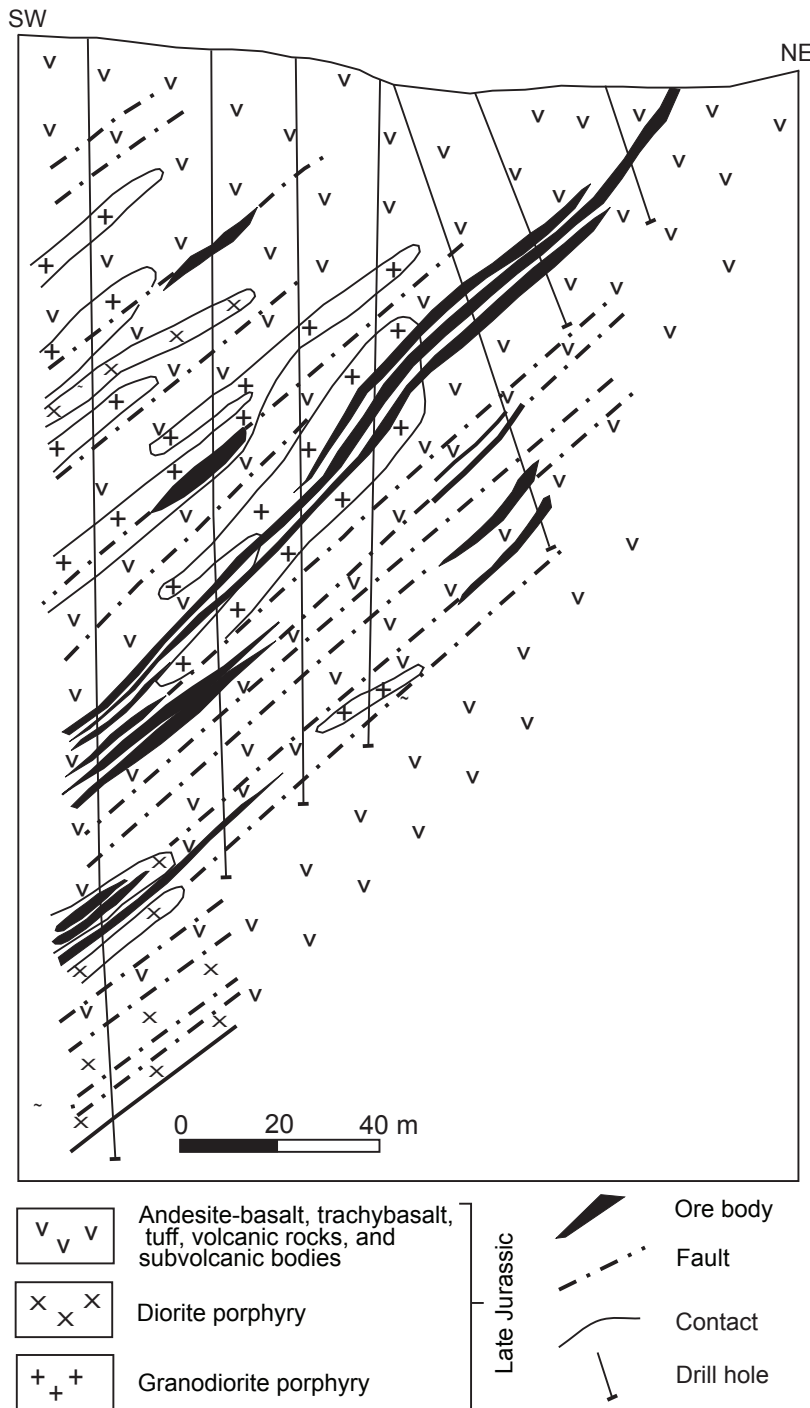 SW
NE
0 20 40 m
Andesite-basalt, trachybasalt,
tuff, volcanic rocks, and
subvolcanic bodies
Diorite porphyry
Granodiorite porphyry
Late Jurassic
Ore body
Fault
Contact
Drill hole